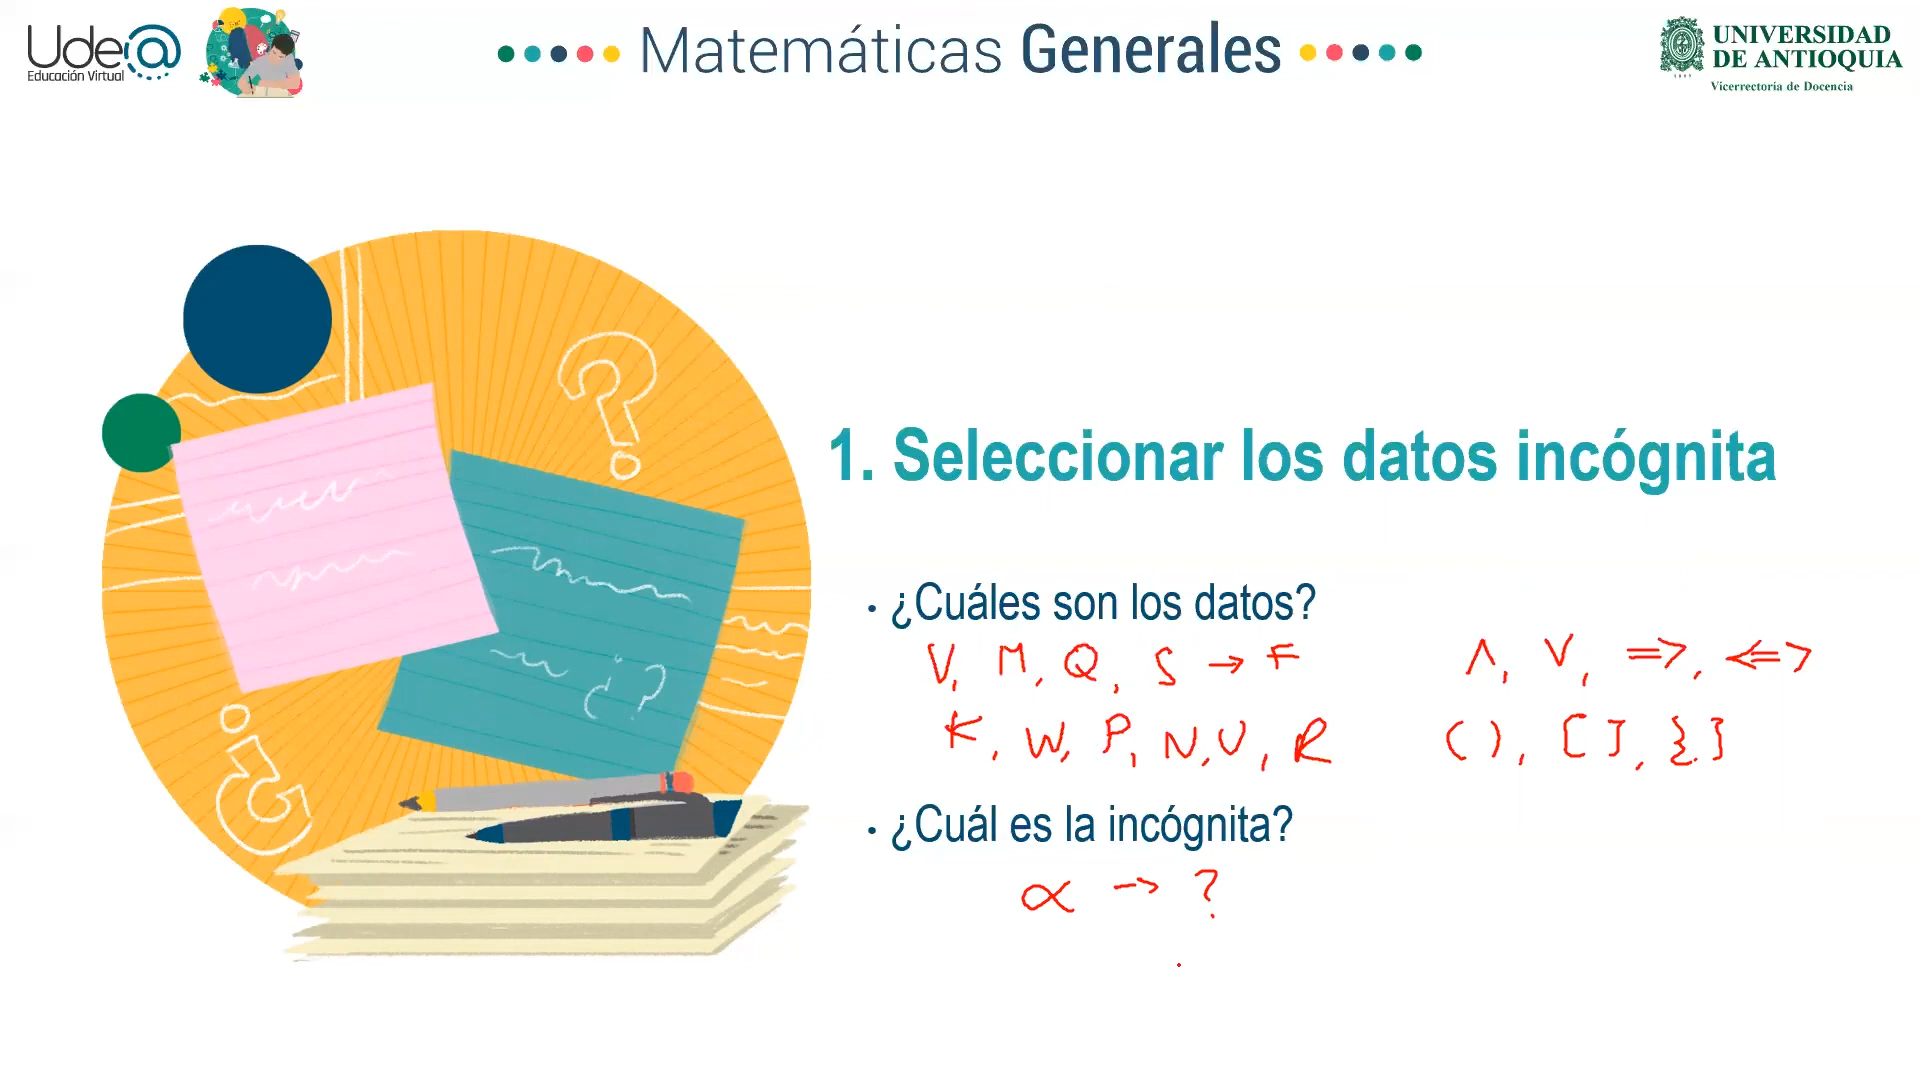 Ude@
Educación Virtual
Matemáticas Generales
UNIVERSIDAD
DE ANTIOQUIA
1803
Vicerrectoría de Docencia
1. Seleccionar los datos incógnita
• ¿Cuáles son los datos?
V, M, Q, S → F
∧, ∨, =>, <=>
K, W, P, N, U, R
( ), [ ], { }
• ¿Cuál es la incógnita?
α → ?